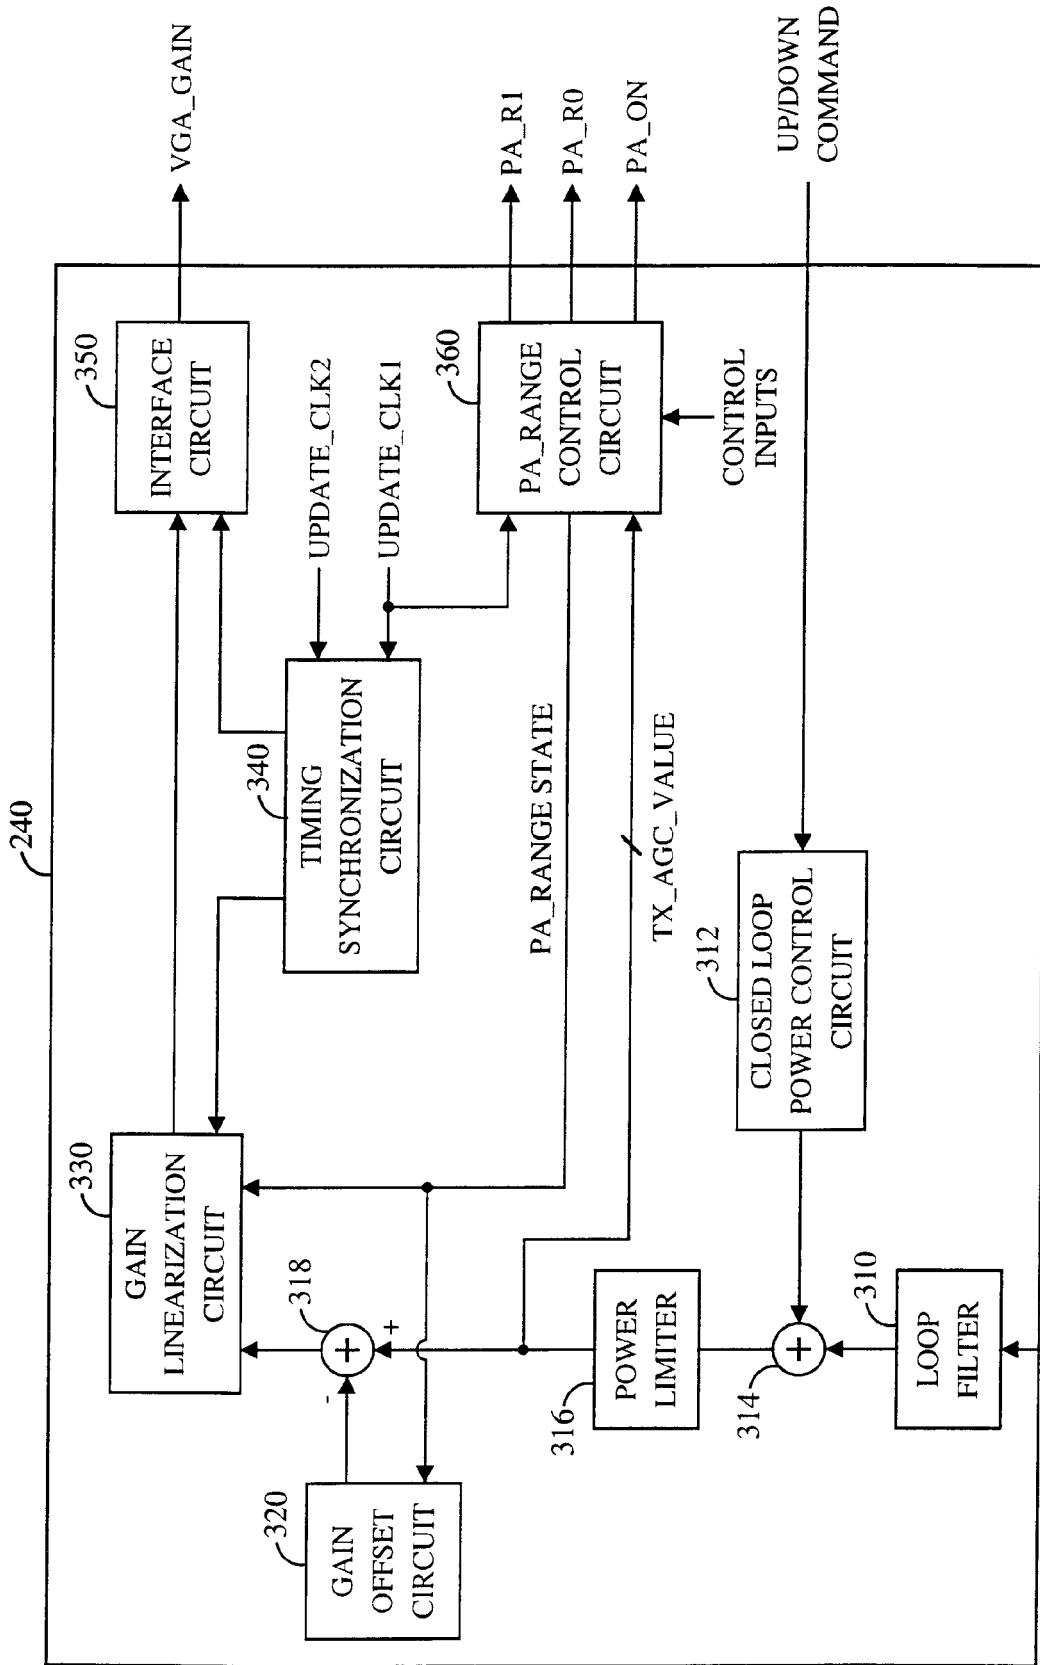 240
320
GAIN
OFFSET
CIRCUIT
-
318
+
+
330
GAIN
LINEARIZATION
CIRCUIT
340
TIMING
SYNCHRONIZATION
CIRCUIT
350
INTERFACE
CIRCUIT
VGA_GAIN
UPDATE_CLK2
UPDATE_CLK1
360
PA_RANGE
CONTROL
CIRCUIT
PA_R1
PA_R0
PA_ON
CONTROL
INPUTS
PA_RANGE STATE
TX_AGC_VALUE
316
POWER
LIMITER
314
+
310
LOOP
FILTER
312
CLOSED LOOP
POWER CONTROL
CIRCUIT
UP/DOWN
COMMAND